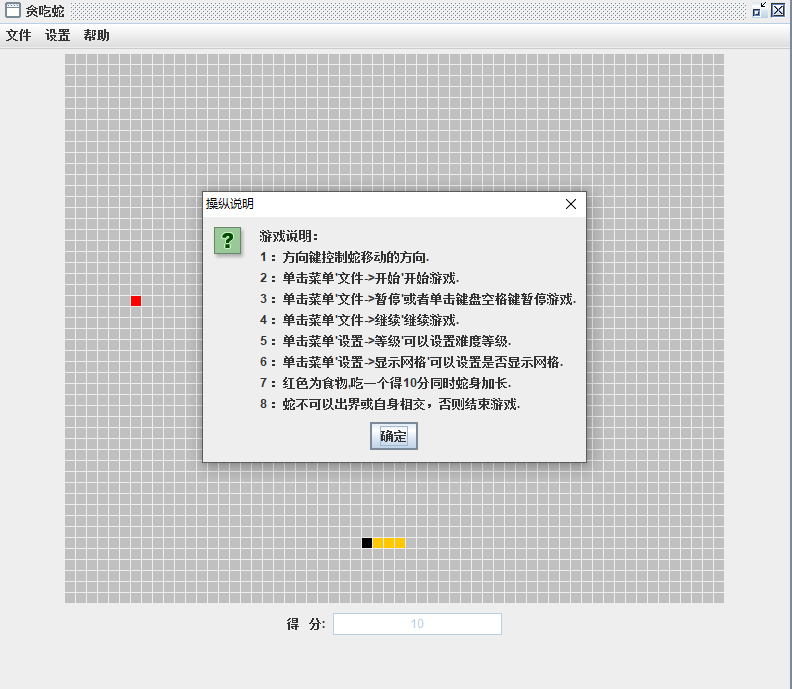 贪吃蛇
文件 设置 帮助
操纵说明
?
游戏说明:
1 : 方向键控制蛇移动的方向.
2 : 单击菜单'文件->开始'开始游戏.
3 : 单击菜单'文件->暂停'或者单击键盘空格键暂停游戏.
4 : 单击菜单'文件->继续'继续游戏.
5 : 单击菜单'设置->等级'可以设置难度等级.
6 : 单击菜单'设置->显示网格'可以设置是否显示网格.
7 : 红色为食物,吃一个得10分同时蛇身加长.
8 : 蛇不可以出界或自身相交，否则结束游戏.
确定
得 分: 10